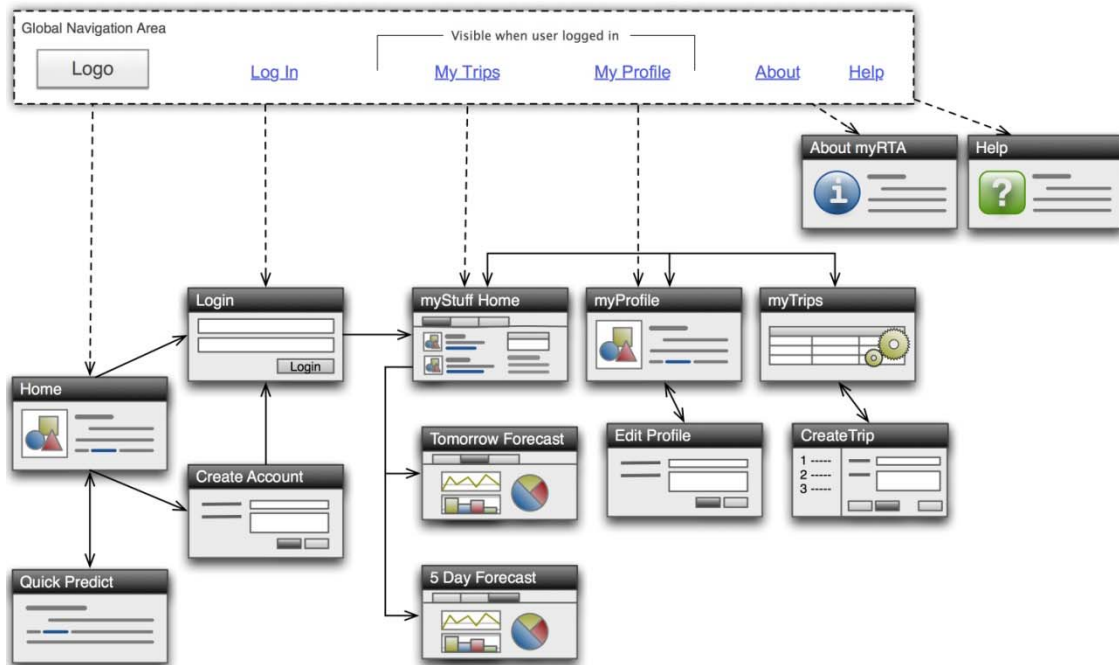 Global Navigation Area
Visible when user logged in
Logo
Log In
My Trips
My Profile
About
Help
About myRTA
i
Help
?
Login
Login
myStuff Home
myProfile
myTrips
Home
Create Account
Tomorrow Forecast
Edit Profile
CreateTrip
1 -----
2 -----
3 -----
Quick Predict
5 Day Forecast